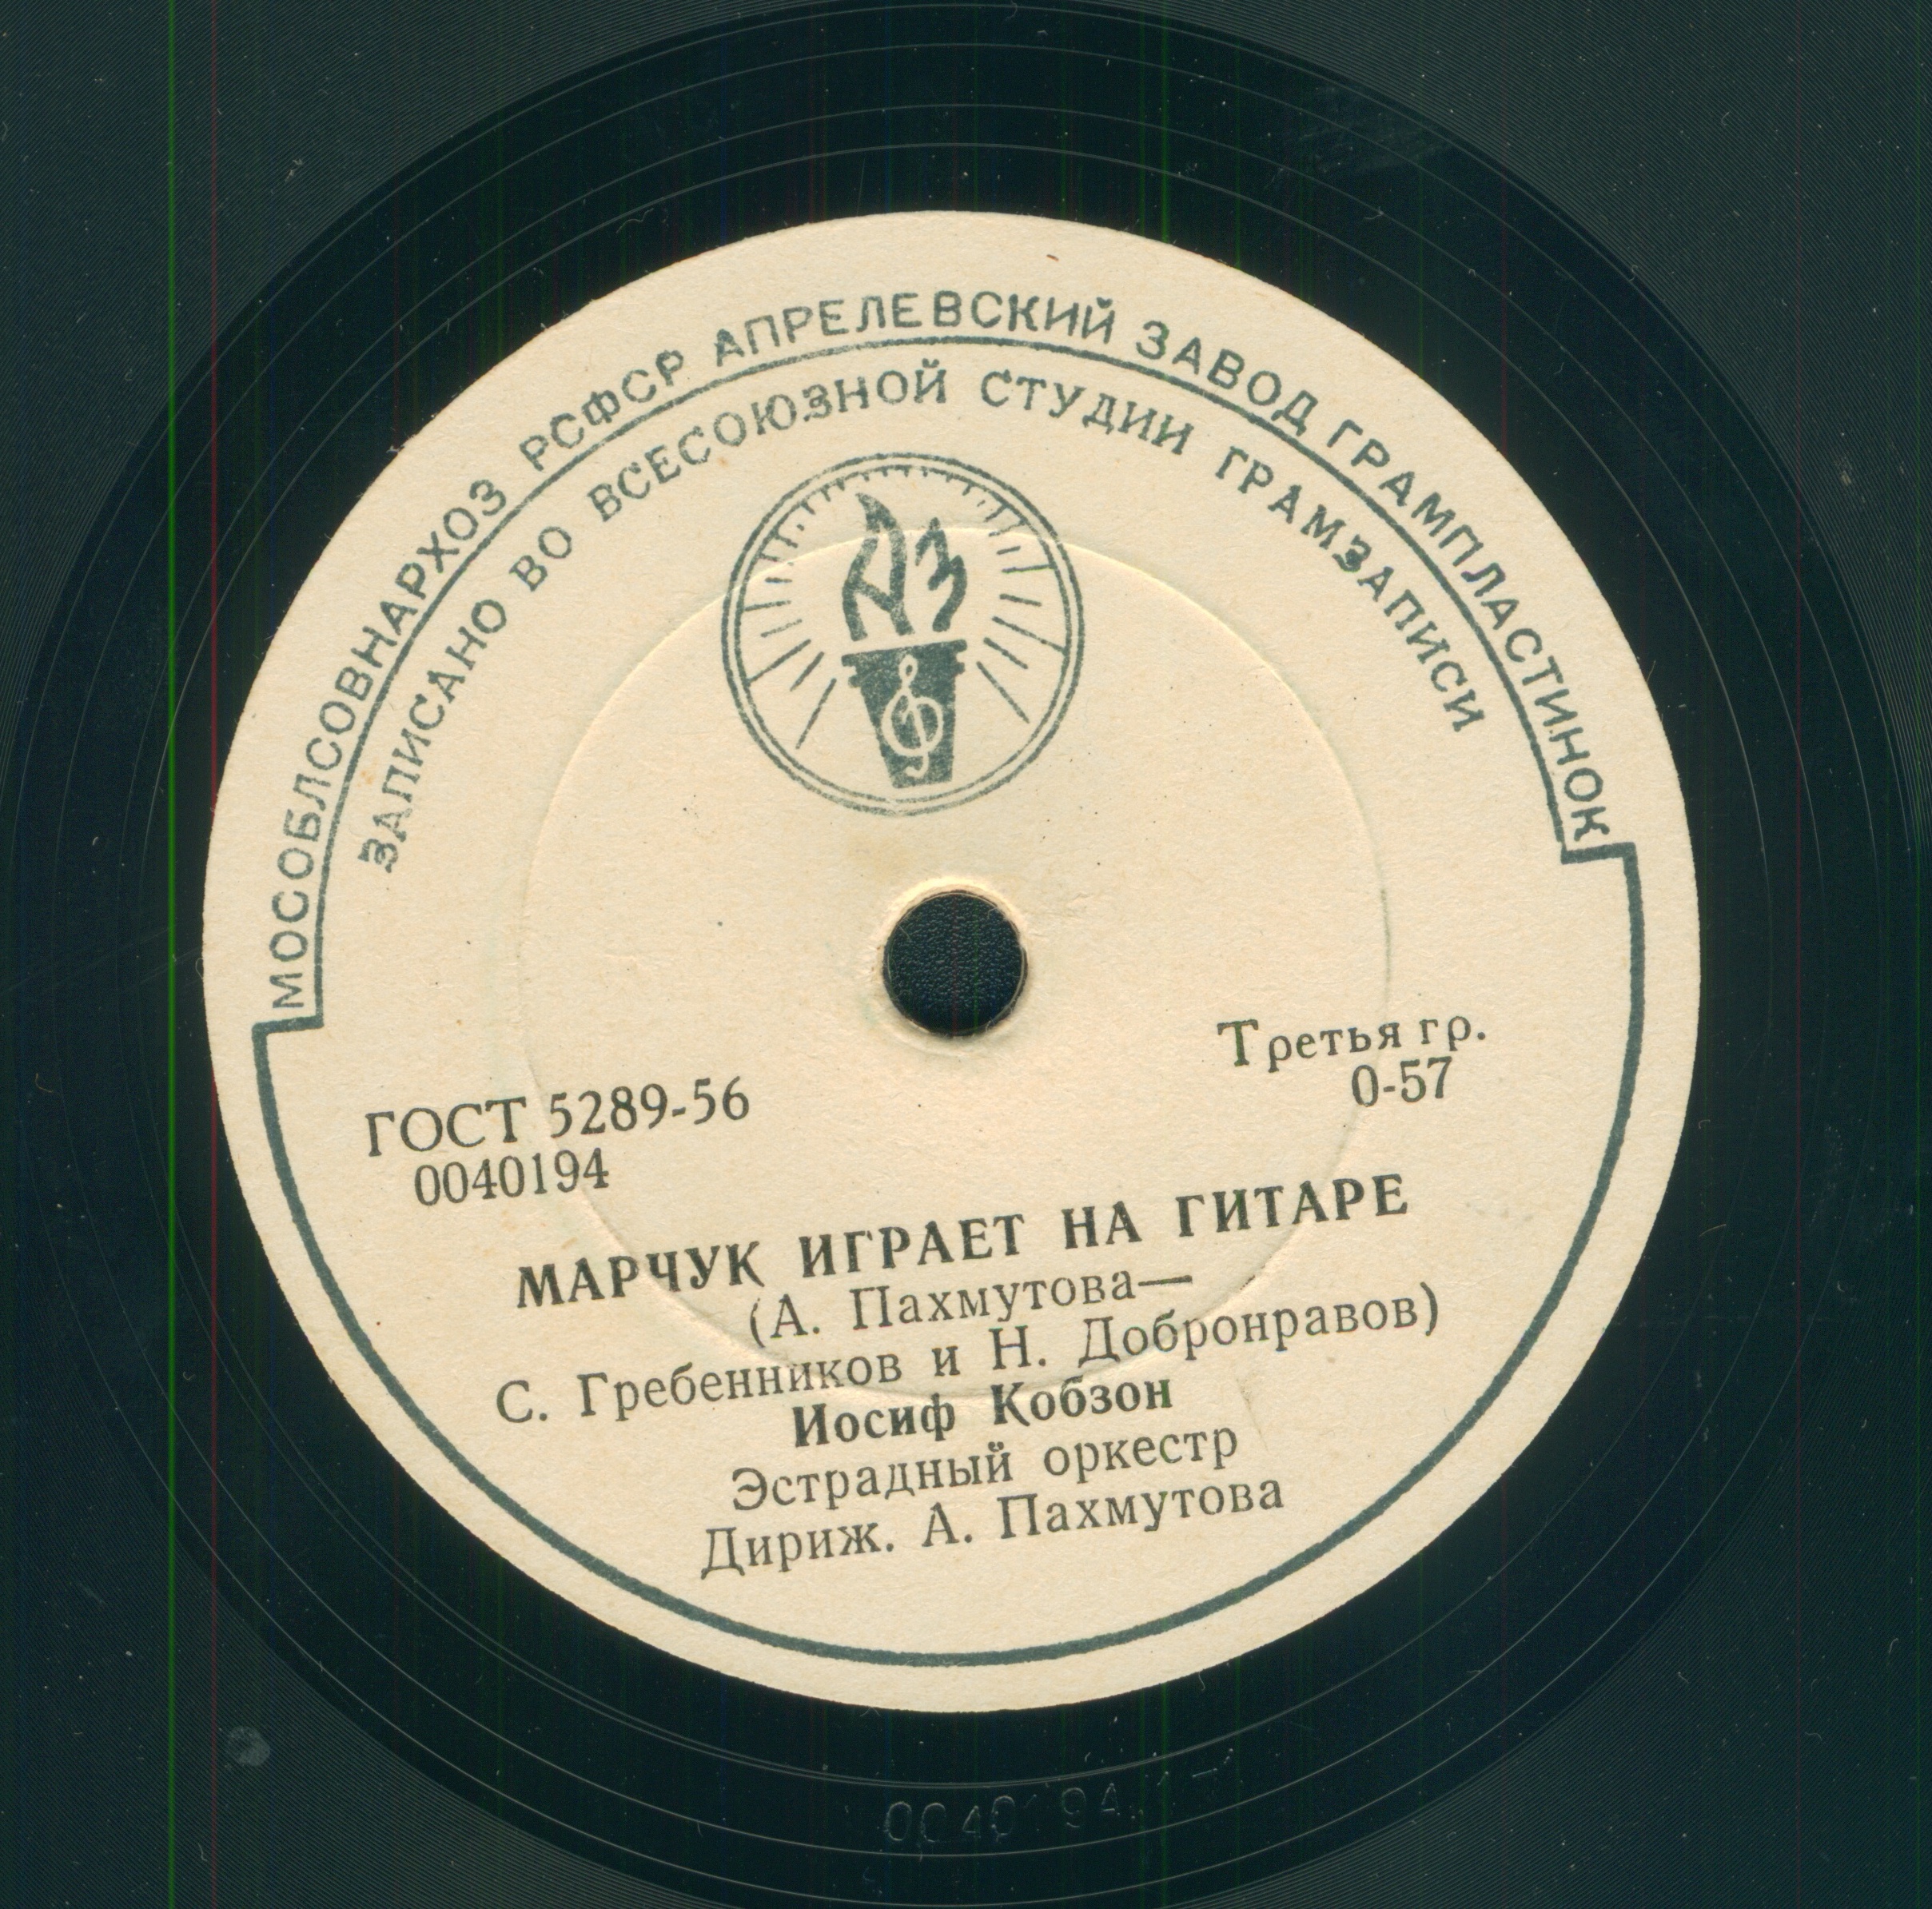 МОСОБЛСОВНАРХОЗ РСФСР АПРЕЛЕВСКИЙ ЗАВОД ГРАМПЛАСТИНОК
ЗАПИСАНО ВО ВСЕСОЮЗНОЙ СТУДИИ ГРАМЗАПИСИ
АЗ
Третья гр.
0-57
ГОСТ 5289-56
0040194
МАРЧУК ИГРАЕТ НА ГИТАРЕ
(А. Пахмутова—
С. Гребенников и Н. Добронравов)
Иосиф Кобзон
Эстрадный оркестр
Дириж. А. Пахмутова